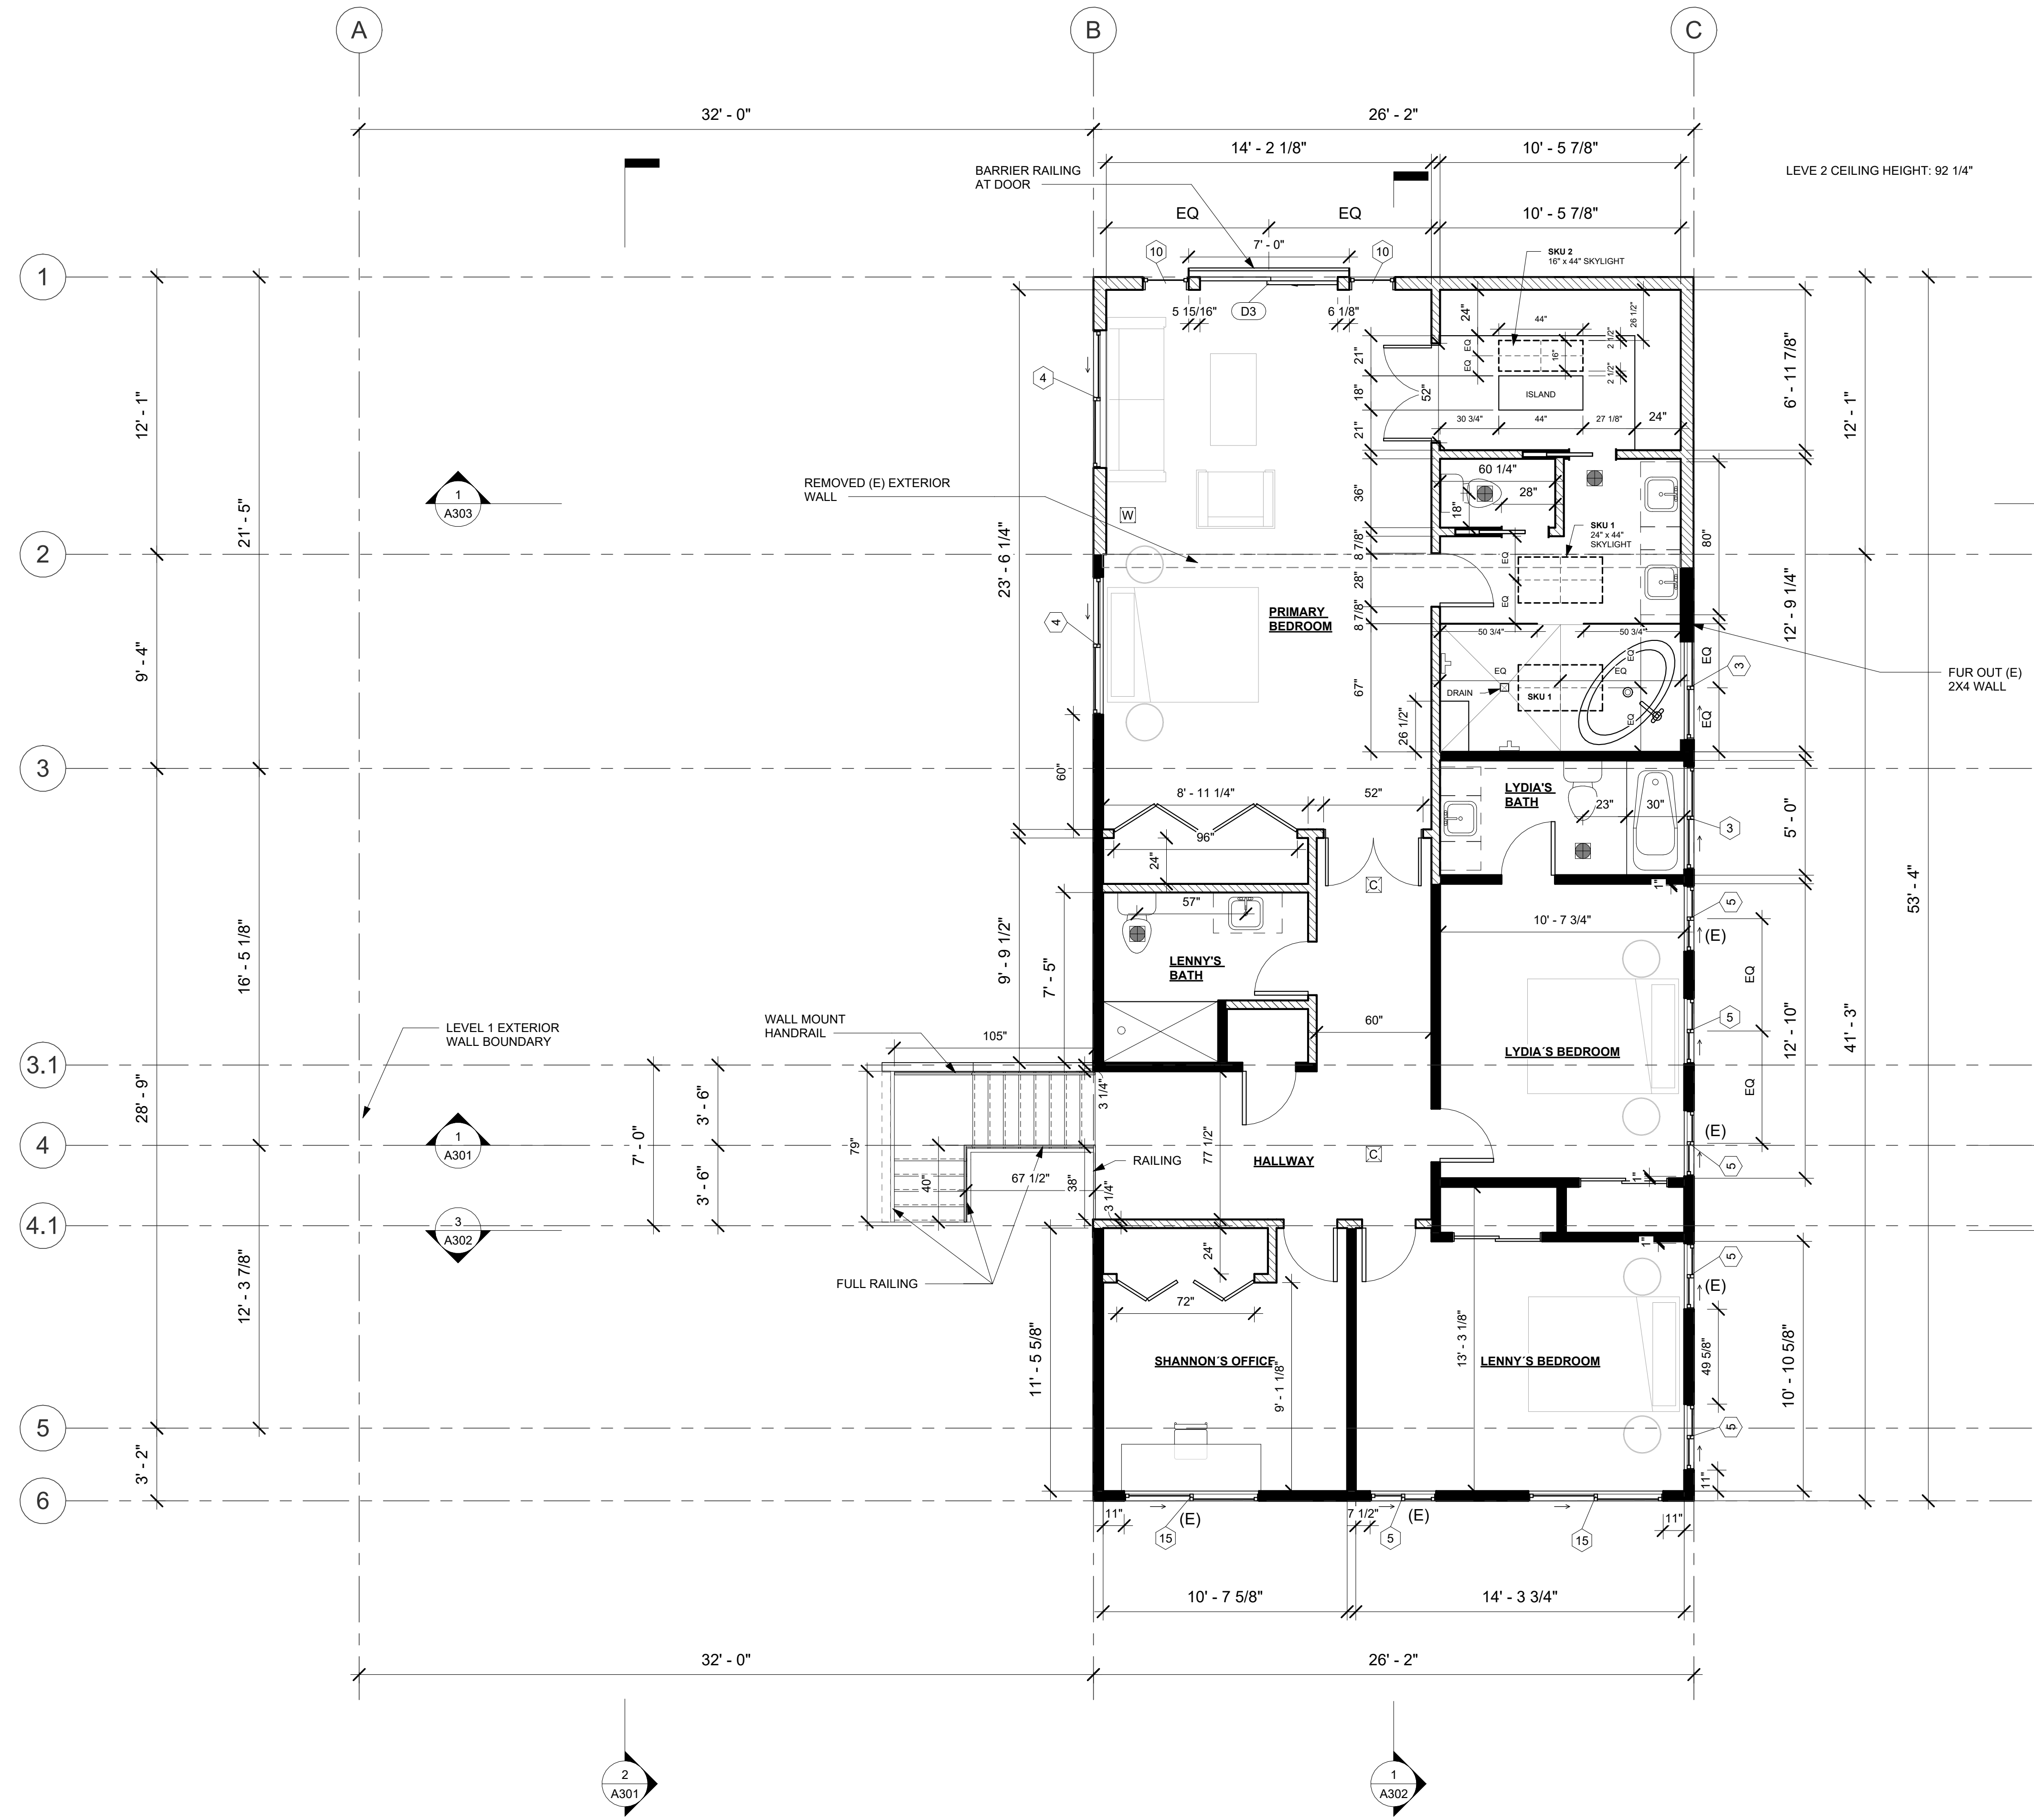 A
B
C
32' - 0"
26' - 2"
14' - 2 1/8"
10' - 5 7/8"
BARRIER RAILING
AT DOOR
LEVE 2 CEILING HEIGHT: 92 1/4"
EQ
EQ
10' - 5 7/8"
7' - 0"
10
10
SKU 2
16" x 44" SKYLIGHT
1
5 15/16"
D3
6 1/8"
24"
44"
26 1/2"
2 1/2"
16"
2 1/2"
EQ
EQ
21"
18"
21"
52"
ISLAND
30 3/4"
44"
27 1/8"
24"
6' - 11 7/8"
12' - 1"
12' - 1"
4
21' - 5"
1
A303
REMOVED (E) EXTERIOR
WALL
W
60 1/4"
28"
18"
36"
SKU 1
24" x 44"
SKYLIGHT
80"
2
23' - 6 1/4"
8 7/8"
28"
8 7/8"
EQ
EQ
12' - 9 1/4"
4
PRIMARY
BEDROOM
9' - 4"
50 3/4"
50 3/4"
EQ
EQ
EQ
EQ
EQ
EQ
3
FUR OUT (E)
2X4 WALL
DRAIN
SKU 1
67"
26 1/2"
3
60"
8' - 11 1/4"
52"
LYDIA'S
BATH
23"
30"
3
5' - 0"
96"
24"
C
1"
53' - 4"
57"
5
(E)
10' - 7 3/4"
16' - 5 1/8"
9' - 9 1/2"
7' - 5"
LENNY'S
BATH
EQ
5
EQ
12' - 10"
41' - 3"
LEVEL 1 EXTERIOR
WALL BOUNDARY
WALL MOUNT
HANDRAIL
105"
60"
LYDIA´S BEDROOM
3.1
28' - 9"
3 1/4"
3' - 6"
7' - 0"
3' - 6"
4
1
A301
79"
40"
67 1/2"
38"
RAILING
77 1/2"
3 1/4"
HALLWAY
C
(E)
5
1"
4.1
3
A302
FULL RAILING
24"
1"
5
(E)
12' - 3 7/8"
72"
11' - 5 5/8"
SHANNON´S OFFICE
9' - 1 1/8"
13' - 3 1/8"
LENNY´S BEDROOM
49 5/8"
10' - 10 5/8"
5
5
3' - 2"
11"
6
11"
15
(E)
7 1/2"
5
(E)
15
11"
10' - 7 5/8"
14' - 3 3/4"
32' - 0"
26' - 2"
2
A301
1
A302